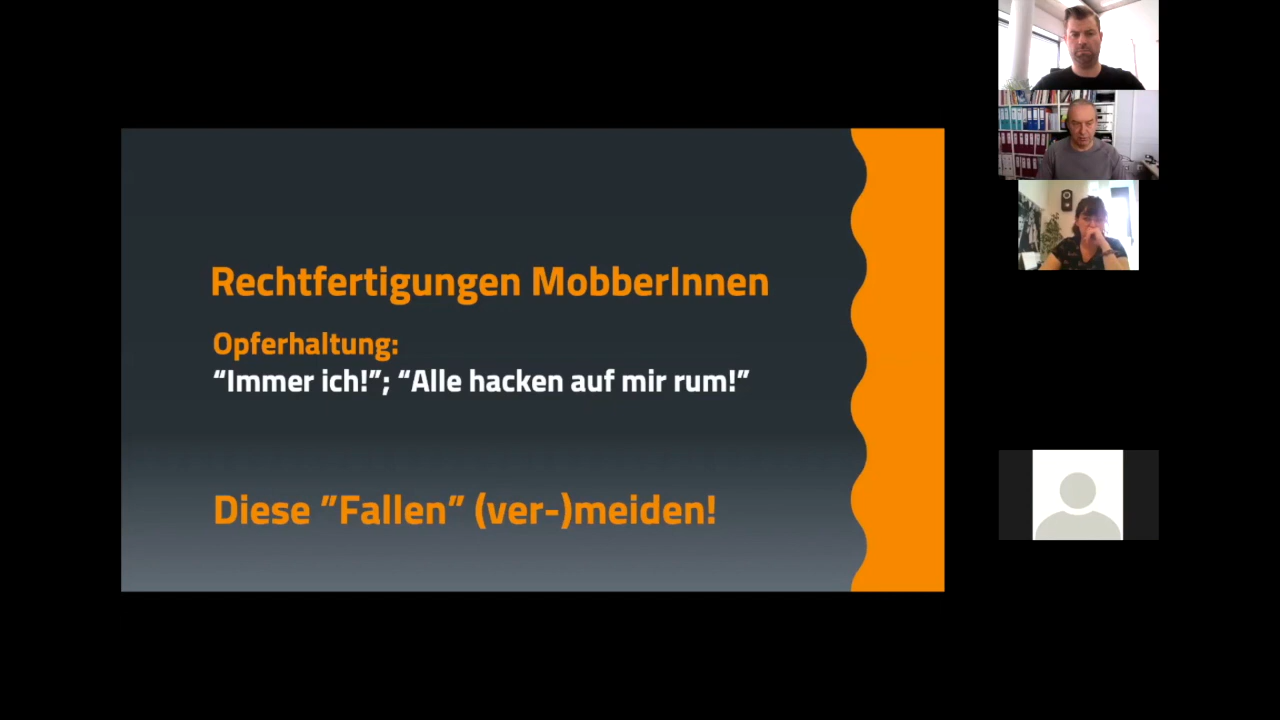 Rechtfertigungen MobberInnen
Opferhaltung:
“Immer ich!”; “Alle hacken auf mir rum!”
Diese ”Fallen” (ver-)meiden!